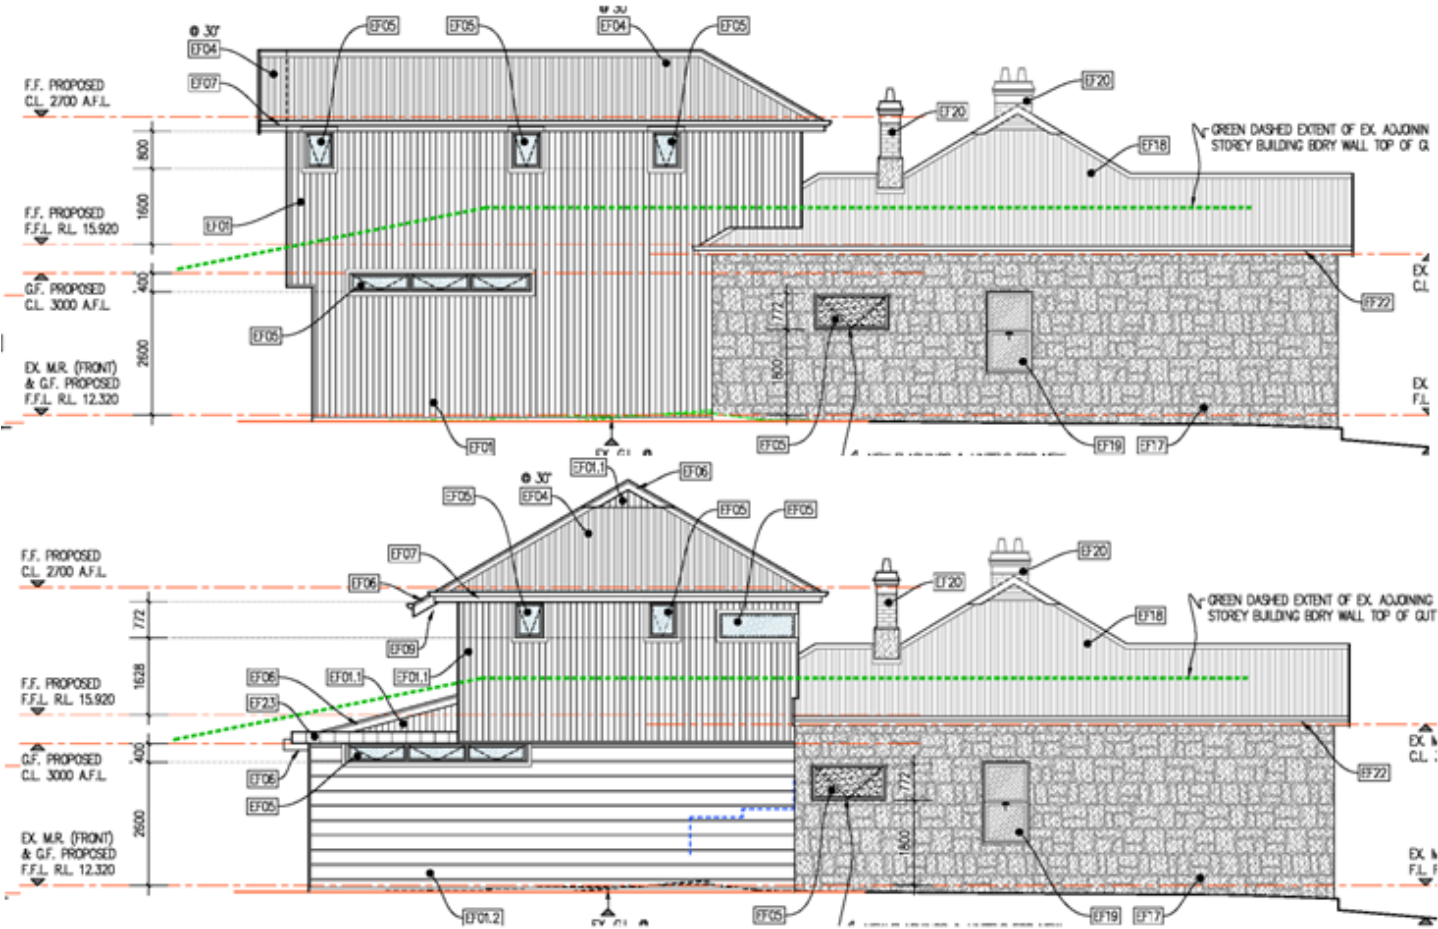 @ 30°
EF05
EF05
EF04
EF05
@ 30°
EF04
EF07
EF20
EF20
F.F. PROPOSED
C.L. 2700 A.F.L.
GREEN DASHED EXTENT OF EX. ADJOININ
STOREY BUILDING BDRY WALL TOP OF GU
EF18
800
1600
F.F. PROPOSED
F.F.L. R.L. 15.920
EF01
400
G.F. PROPOSED
C.L. 3000 A.F.L.
EX.
C.L.
EF22
772
EF05
2600
1800
EX. M.R. (FRONT)
& G.F. PROPOSED
F.F.L. R.L. 12.320
EX.
F.L.
EF01
EF05
EF19
EF17
EF01.1
EF06
@ 30°
EF05
EF04
EF05
EF05
EF07
EF06
EF20
EF20
F.F. PROPOSED
C.L. 2700 A.F.L.
GREEN DASHED EXTENT OF EX. ADJOINING
STOREY BUILDING BDRY WALL TOP OF GUT
EF18
772
EF09
EF06
EF01.1
EF01.1
1628
F.F. PROPOSED
F.F.L. R.L. 15.920
EF23
400
G.F. PROPOSED
C.L. 3000 A.F.L.
EF06
EX. M
C.L.
EF22
EF05
772
2600
1800
EX. M.R. (FRONT)
& G.F. PROPOSED
F.F.L. R.L. 12.320
EX. M
F.L. F
EF01.2
EF05
EF19
EF17